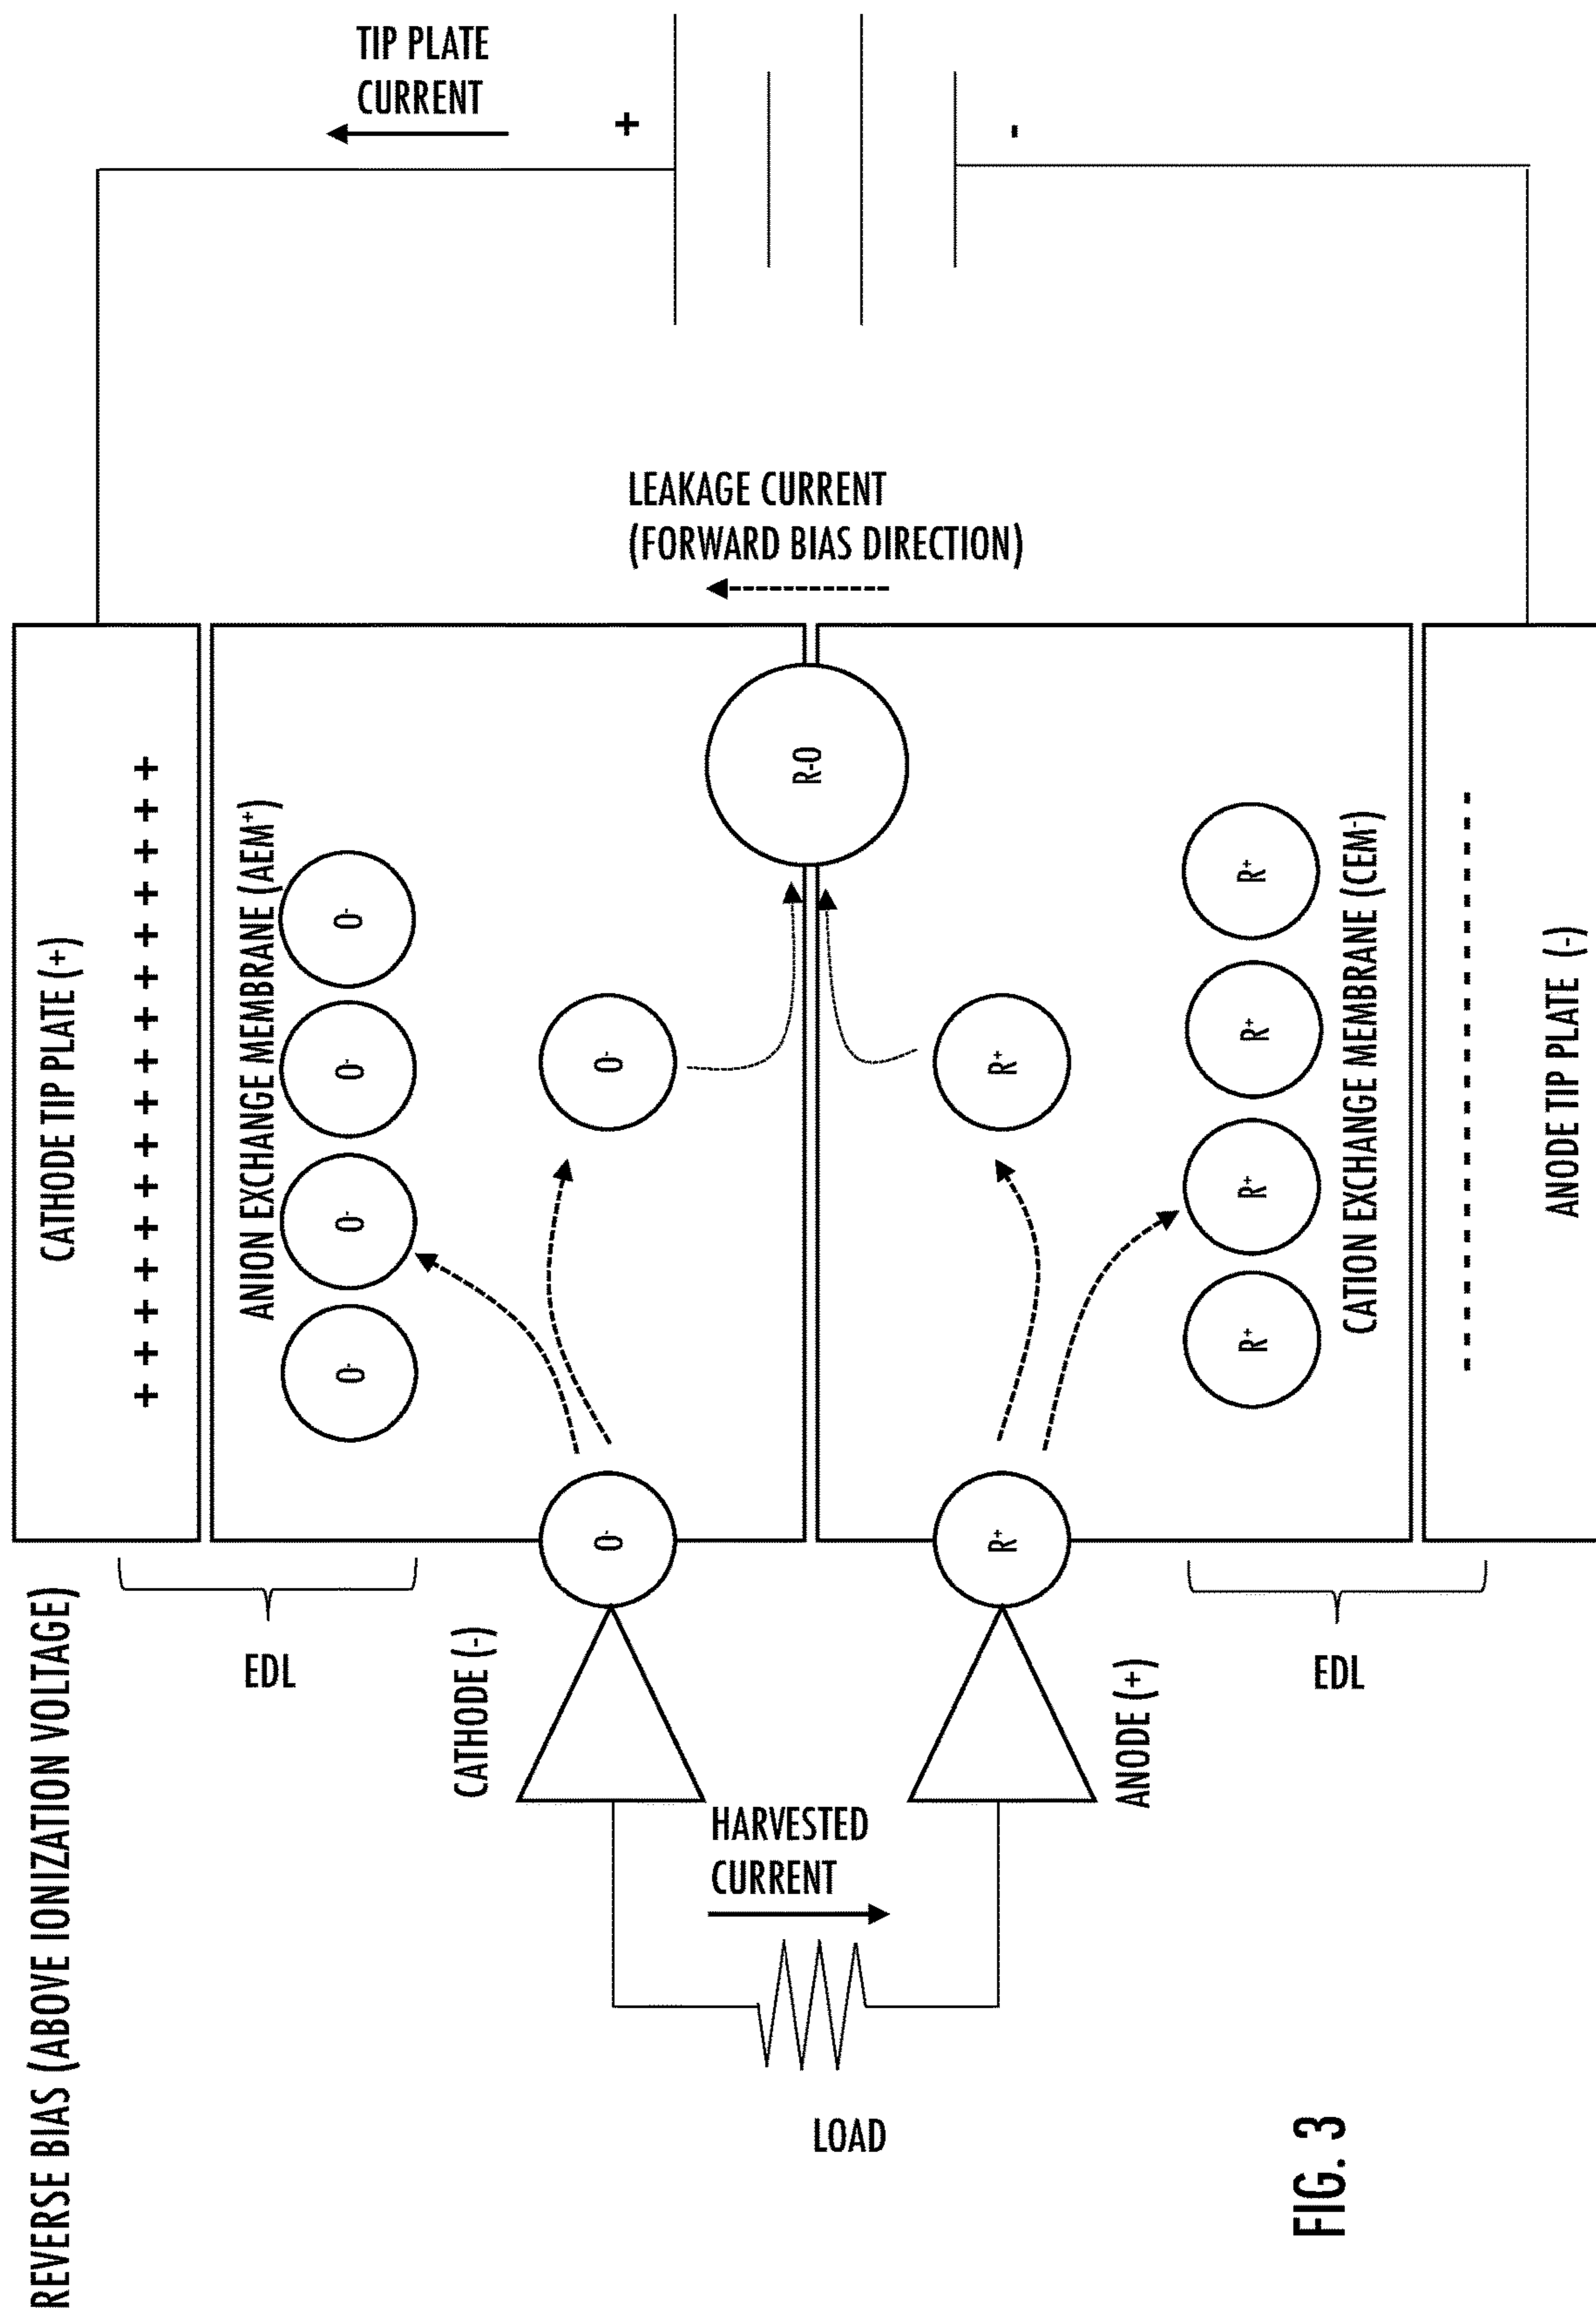 REVERSE BIAS (ABOVE IONIZATION VOLTAGE)
TIP PLATE
CURRENT
+
-
LEAKAGE CURRENT
(FORWARD BIAS DIRECTION)
CATHODE TIP PLATE (+)
+ + + + + + + + + + + + + + + +
ANION EXCHANGE MEMBRANE (AEM⁺)
O⁻
O⁻
O⁻
O⁻
O⁻
O⁻
R-O
R⁺
R⁺
R⁺
R⁺
R⁺
R⁺
CATION EXCHANGE MEMBRANE (CEM⁻)
ANODE TIP PLATE (-)
EDL
EDL
CATHODE (-)
ANODE (+)
HARVESTED
CURRENT
LOAD
FIG. 3